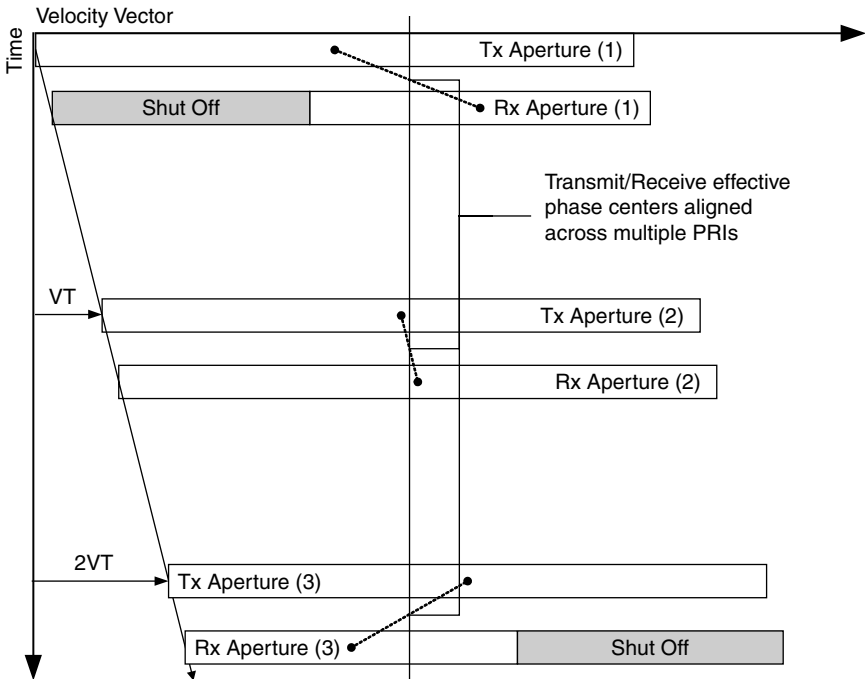 Velocity Vector
Time
Tx Aperture (1)
Shut Off
Rx Aperture (1)
Transmit/Receive effective
phase centers aligned
across multiple PRIs
VT
Tx Aperture (2)
Rx Aperture (2)
2VT
Tx Aperture (3)
Rx Aperture (3)
Shut Off